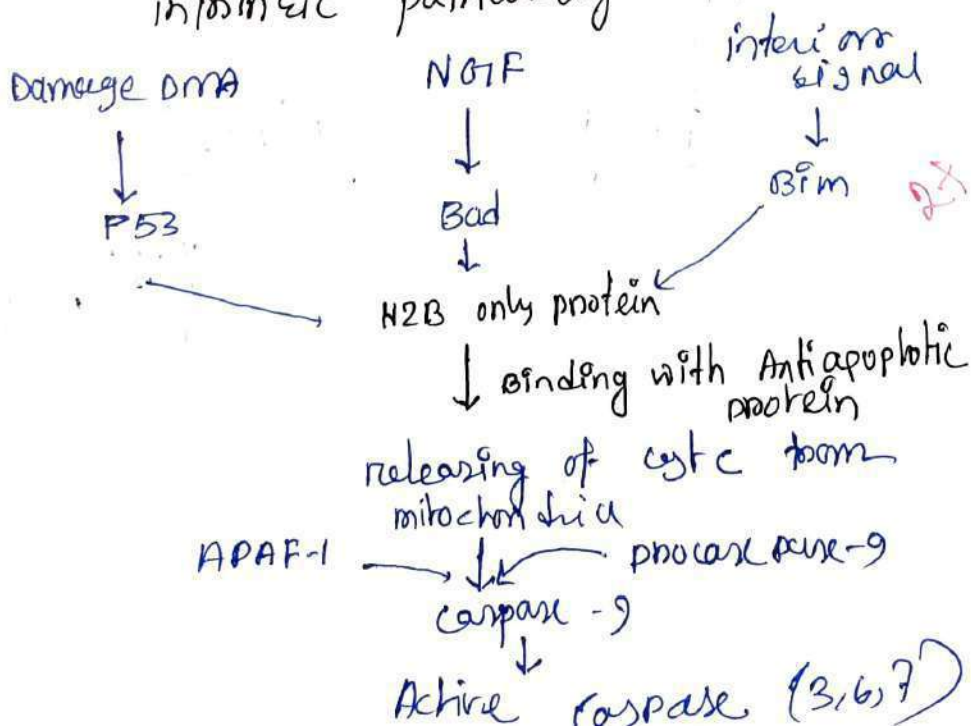 intrinsic pathway
Damage DNA
NGF
interior
signal
P53
Bad
Bim
2+
H2B only protein
Binding with Antiapoptotic
protein
releasing of cyt c from
mitochondria
APAF-1
procaspase-9
caspase -9
Active caspase (3,6,7)